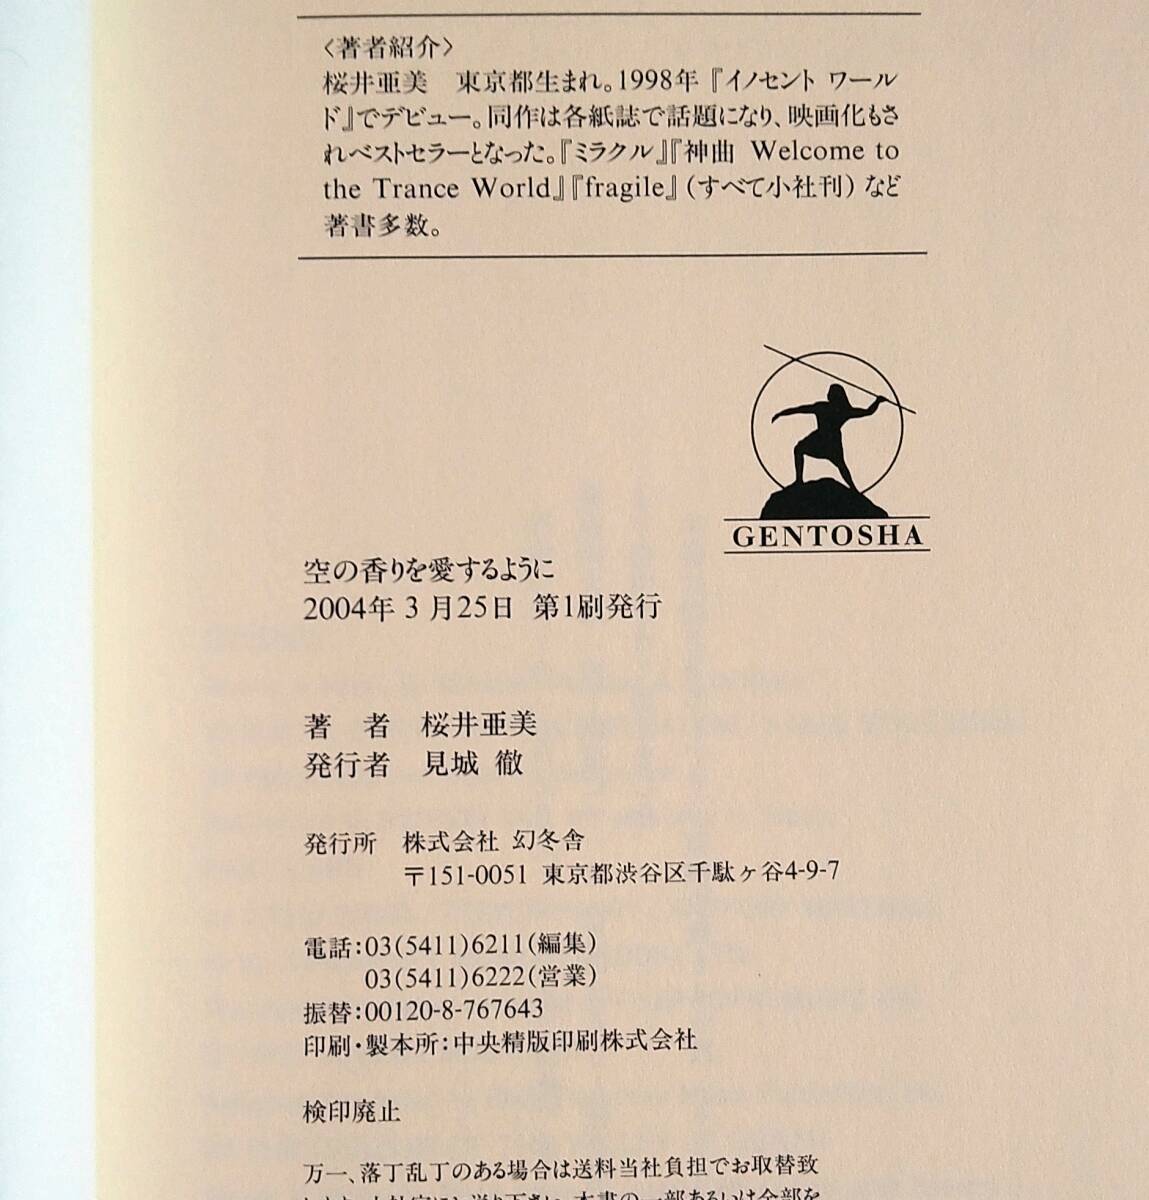 〈著者紹介〉
桜井亜美　東京都生まれ。1998年『イノセント ワール
ド』でデビュー。同作は各紙誌で話題になり、映画化もさ
れベストセラーとなった。『ミラクル』『神曲 Welcome to
the Trance World』『fragile』(すべて小社刊)など
著書多数。
GENTOSHA
空の香りを愛するように
2004年3月25日 第1刷発行
著　者　桜井亜美
発行者　見城 徹
発行所　株式会社 幻冬舎
〒151-0051 東京都渋谷区千駄ヶ谷4-9-7
電話：03(5411)6211(編集)
03(5411)6222(営業)
振替：00120-8-767643
印刷・製本所：中央精版印刷株式会社
検印廃止
万一、落丁乱丁のある場合は送料当社負担でお取替致